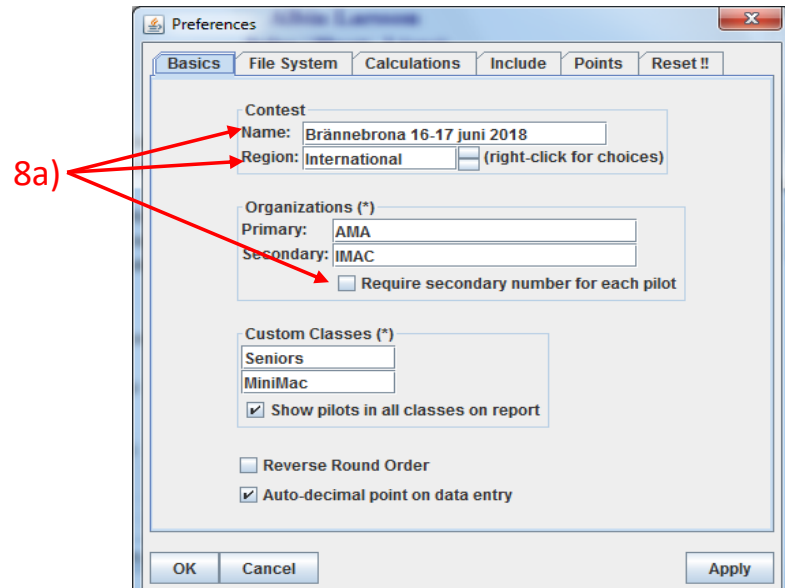 Preferences
Basics File System Calculations Include Points Reset !!
Contest
Name: Brännebrona 16-17 juni 2018
Region: International (right-click for choices)
8a)
Organizations (*)
Primary: AMA
Secondary: IMAC
Require secondary number for each pilot
Custom Classes (*)
Seniors
MiniMac
Show pilots in all classes on report
Reverse Round Order
Auto-decimal point on data entry
OK Cancel Apply